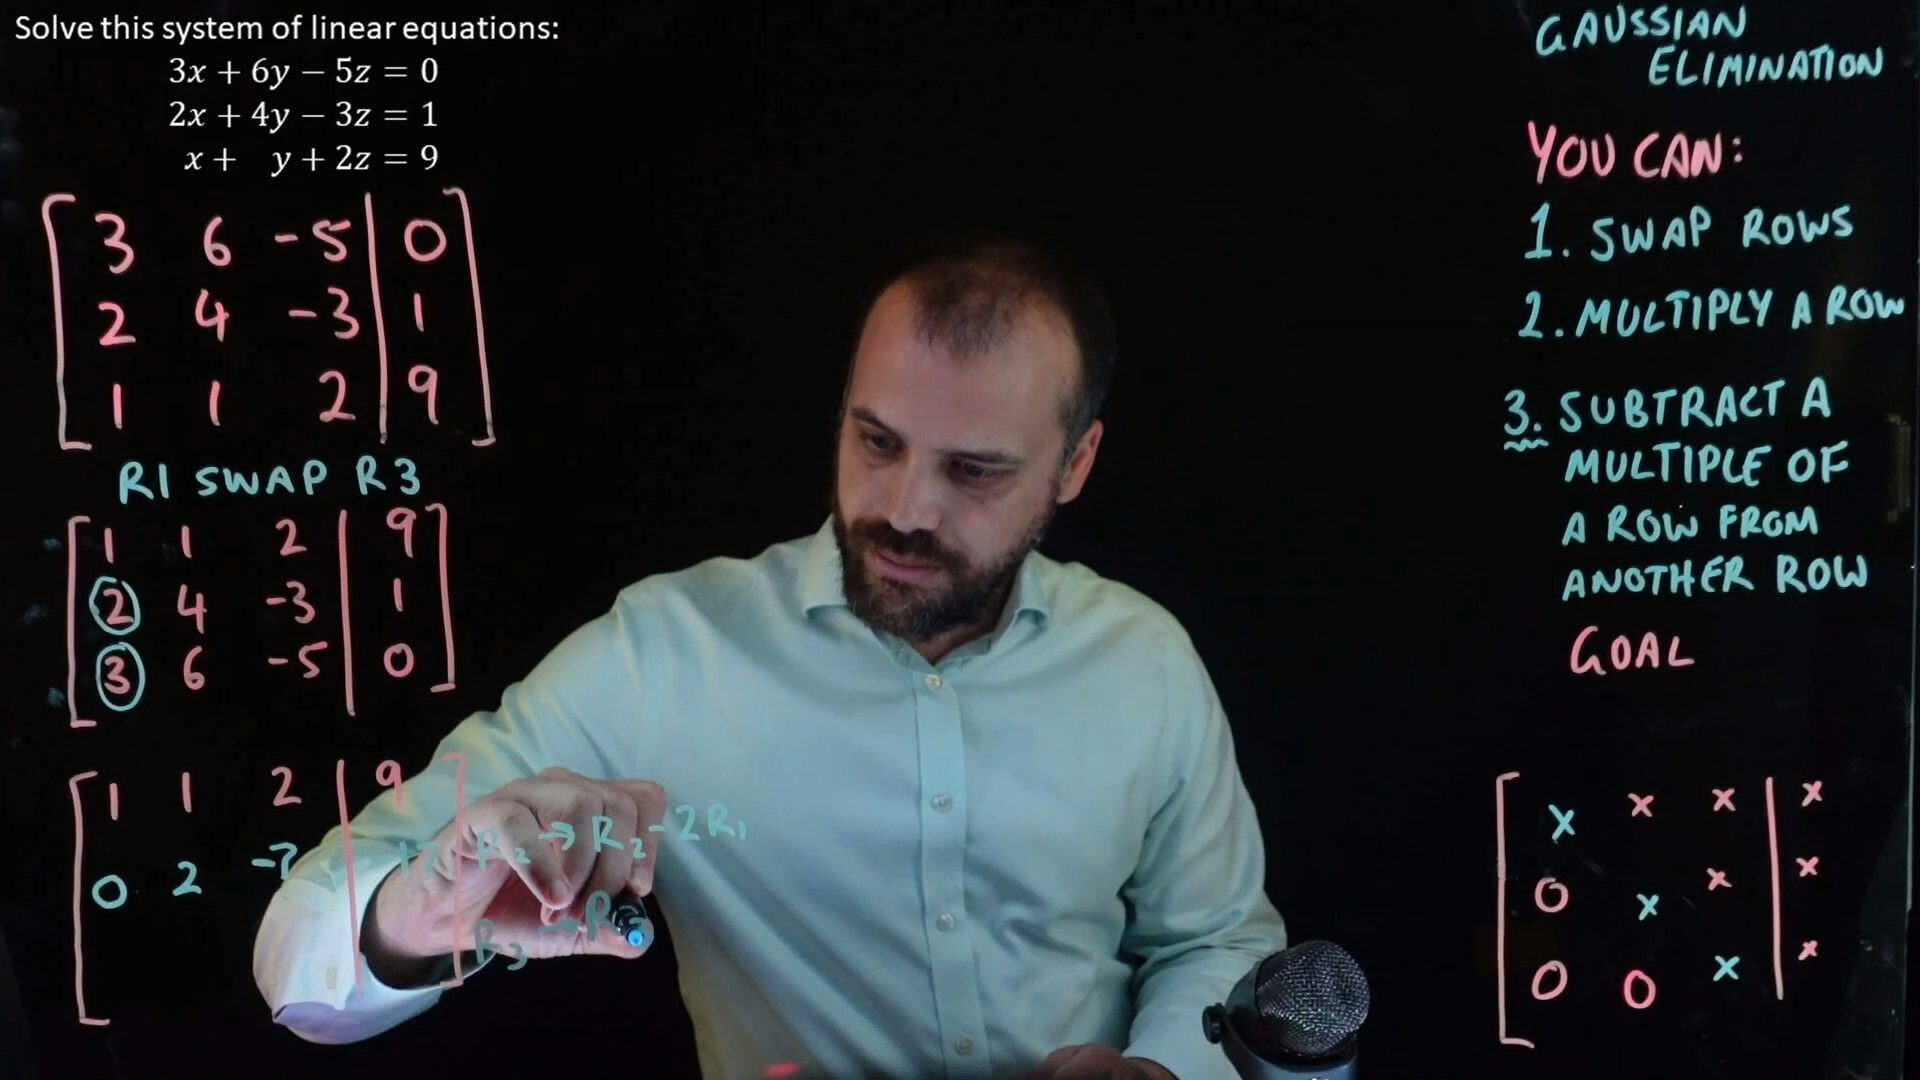 Solve this system of linear equations:
3x + 6y − 5z = 0
2x + 4y − 3z = 1
x + y + 2z = 9
3 6 -5 0
2 4 -3 1
1 1 2 9
R1 SWAP R3
1 1 2 9
2 4 -3 1
3 6 -5 0
1 1 2 9
0 2 -7 -17 R2 → R2 -2R1
R3 → R3
GAUSSIAN
ELIMINATION
YOU CAN:
1. SWAP ROWS
2. MULTIPLY A ROW
3. SUBTRACT A
MULTIPLE OF
A ROW FROM
ANOTHER ROW
GOAL
x x x x
0 x x x
0 0 x x